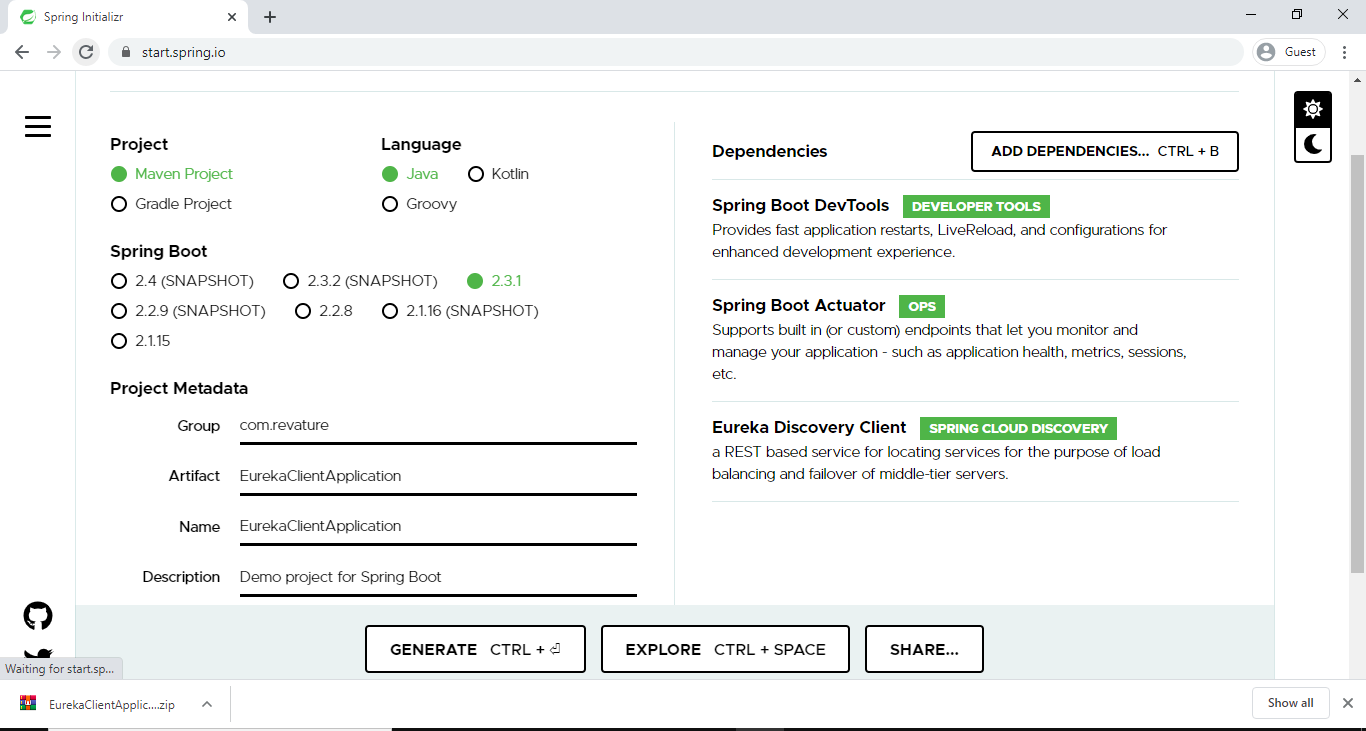 Spring Initializr
start.spring.io
Guest
Project
Maven Project
Gradle Project
Language
Java Kotlin
Groovy
Spring Boot
2.4 (SNAPSHOT) 2.3.2 (SNAPSHOT) 2.3.1
2.2.9 (SNAPSHOT) 2.2.8 2.1.16 (SNAPSHOT)
2.1.15
Project Metadata
Group com.revature
Artifact EurekaClientApplication
Name EurekaClientApplication
Description Demo project for Spring Boot
Dependencies
ADD DEPENDENCIES... CTRL + B
Spring Boot DevTools DEVELOPER TOOLS
Provides fast application restarts, LiveReload, and configurations for
enhanced development experience.
Spring Boot Actuator OPS
Supports built in (or custom) endpoints that let you monitor and
manage your application - such as application health, metrics, sessions,
etc.
Eureka Discovery Client SPRING CLOUD DISCOVERY
a REST based service for locating services for the purpose of load
balancing and failover of middle-tier servers.
GENERATE CTRL + ⏎
EXPLORE CTRL + SPACE
SHARE...
Waiting for start.sp...
EurekaClientApplic....zip
Show all